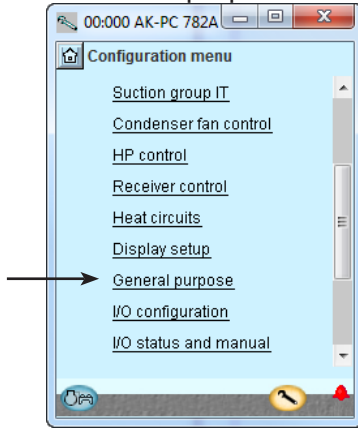 00:000 AK-PC 782A
Configuration menu
Suction group IT
Condenser fan control
HP control
Receiver control
Heat circuits
Display setup
General purpose
I/O configuration
I/O status and manual